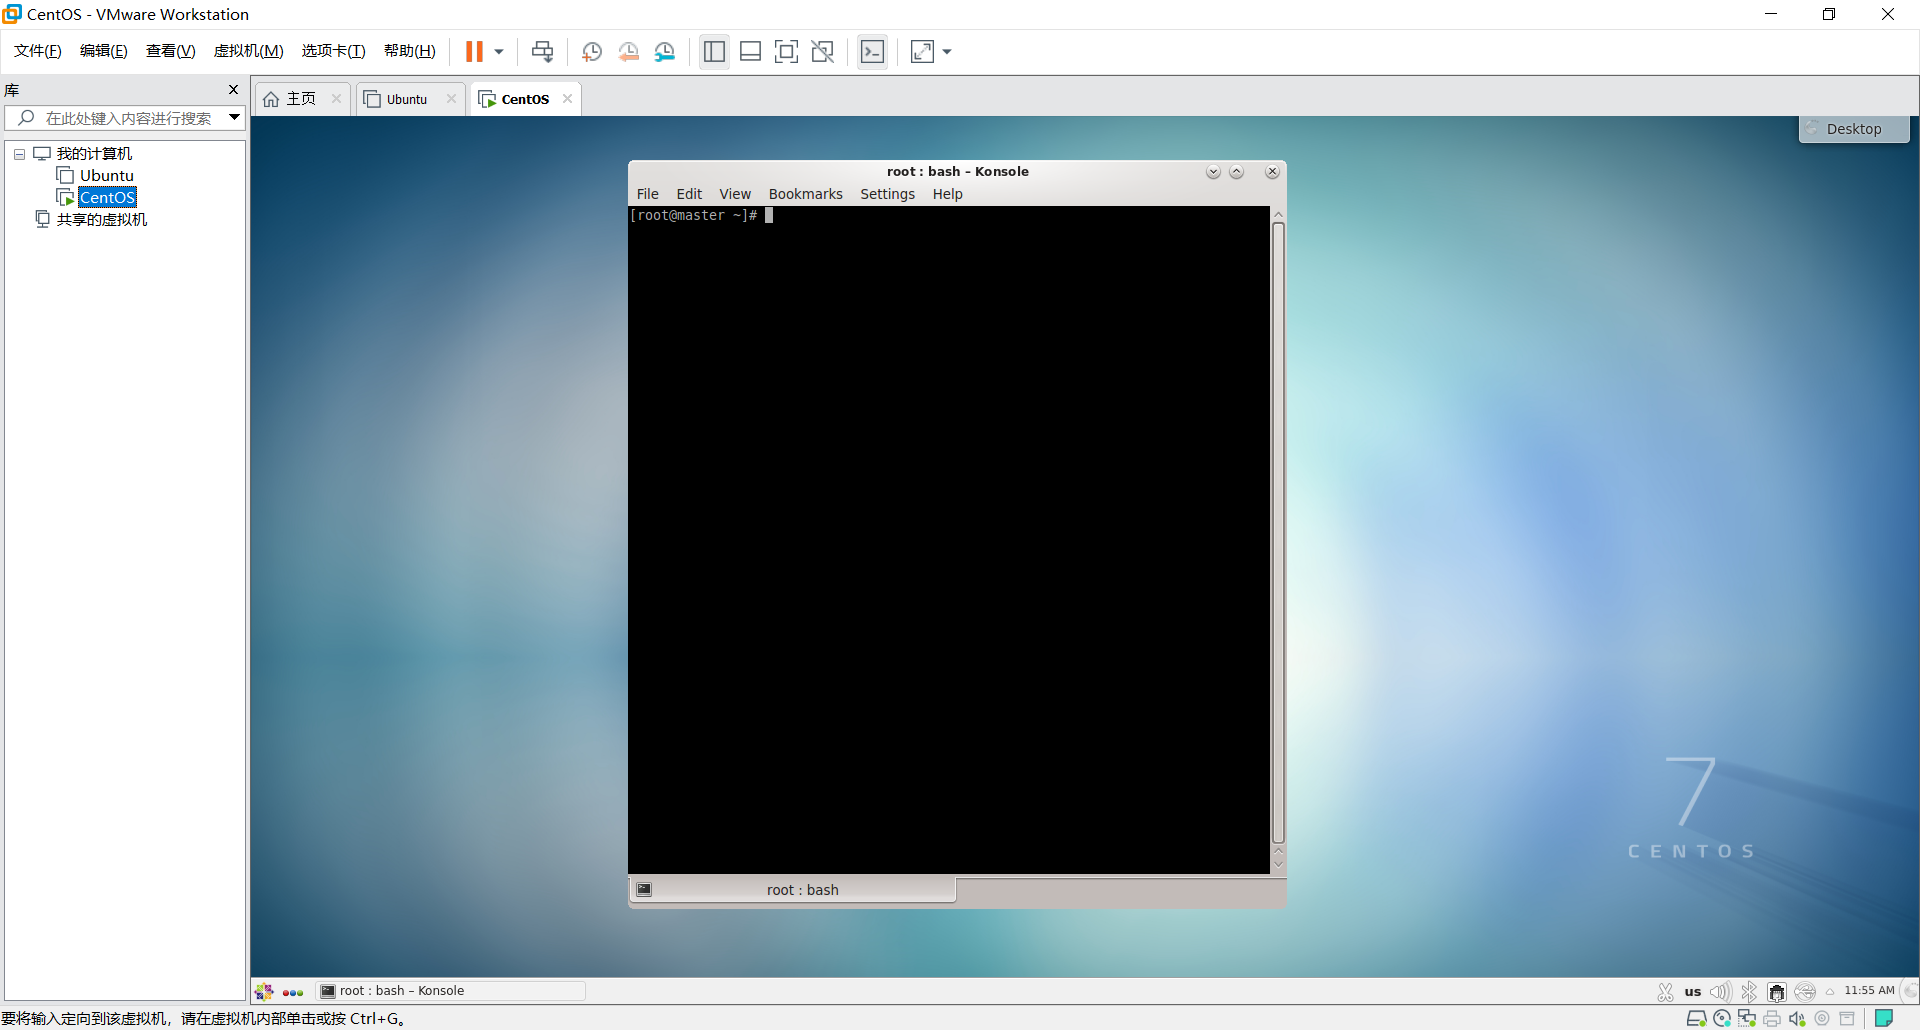 CentOS - VMware Workstation
文件(F) 编辑(E) 查看(V) 虚拟机(M) 选项卡(T) 帮助(H)
库
在此处键入内容进行搜索
我的计算机
Ubuntu
CentOS
共享的虚拟机
主页 Ubuntu CentOS
Desktop
root : bash – Konsole
File Edit View Bookmarks Settings Help
[root@master ~]#
root : bash
7
CENTOS
root : bash – Konsole
us
11:55 AM
要将输入定向到该虚拟机，请在虚拟机内部单击或按 Ctrl+G。